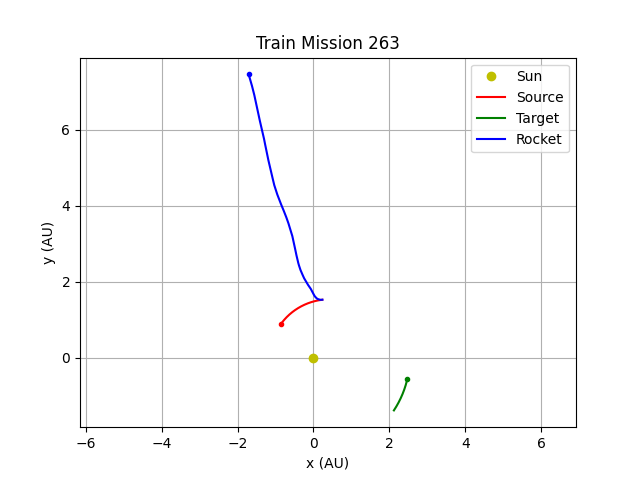 Train Mission 263
Sun
Source
Target
Rocket
y (AU)
6
4
2
0
−6
−4
−2
0
2
4
6
x (AU)